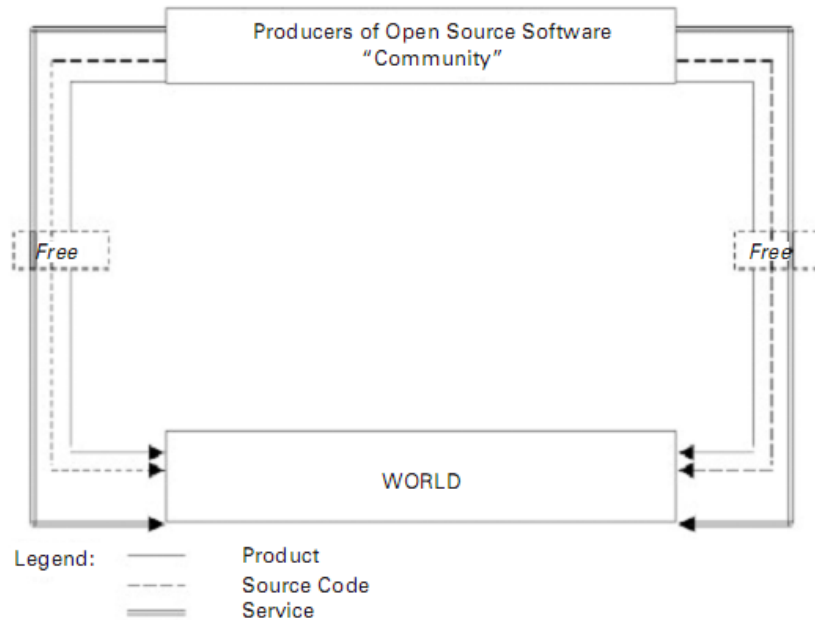 Producers of Open Source Software
“Community”
Free
Free
WORLD
Legend:
Product
Source Code
Service